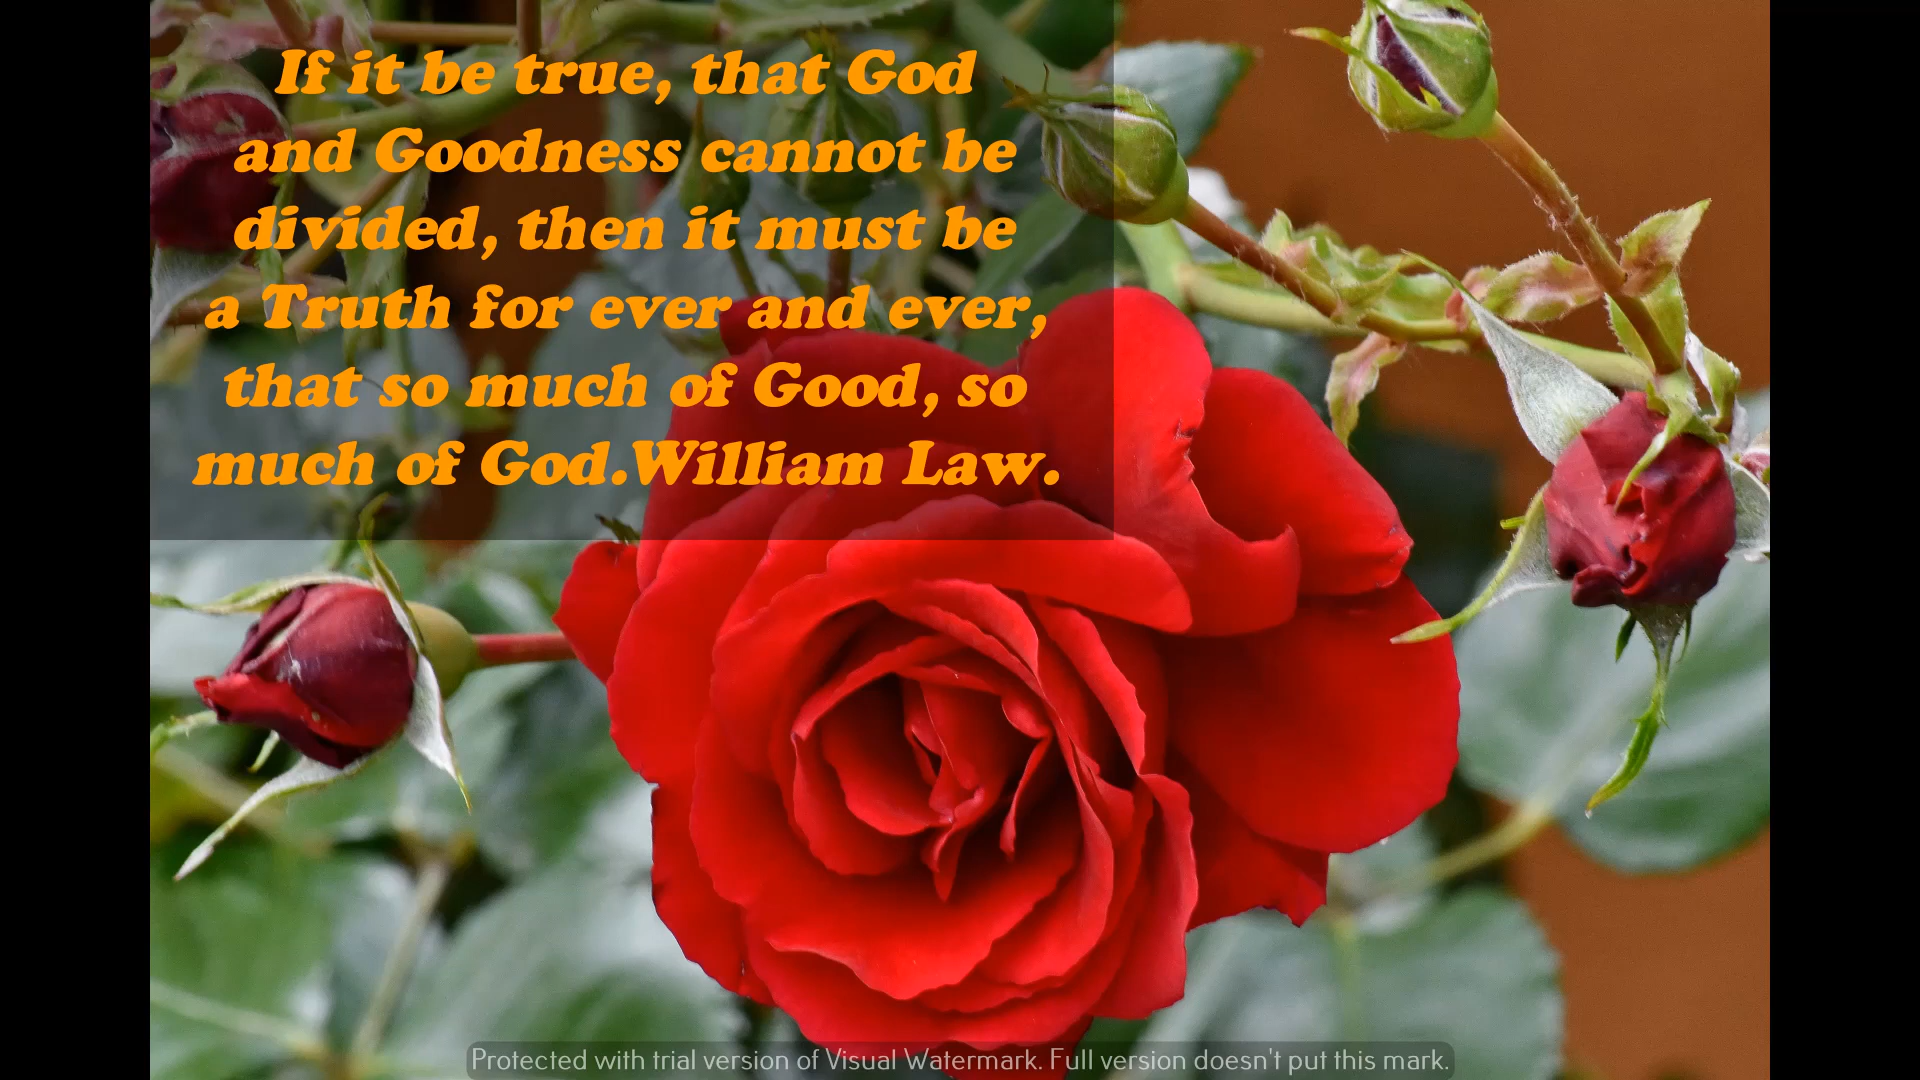 If it be true, that God
and Goodness cannot be
divided, then it must be
a Truth for ever and ever,
that so much of Good, so
much of God.William Law.
Protected with trial version of Visual Watermark. Full version doesn't put this mark.